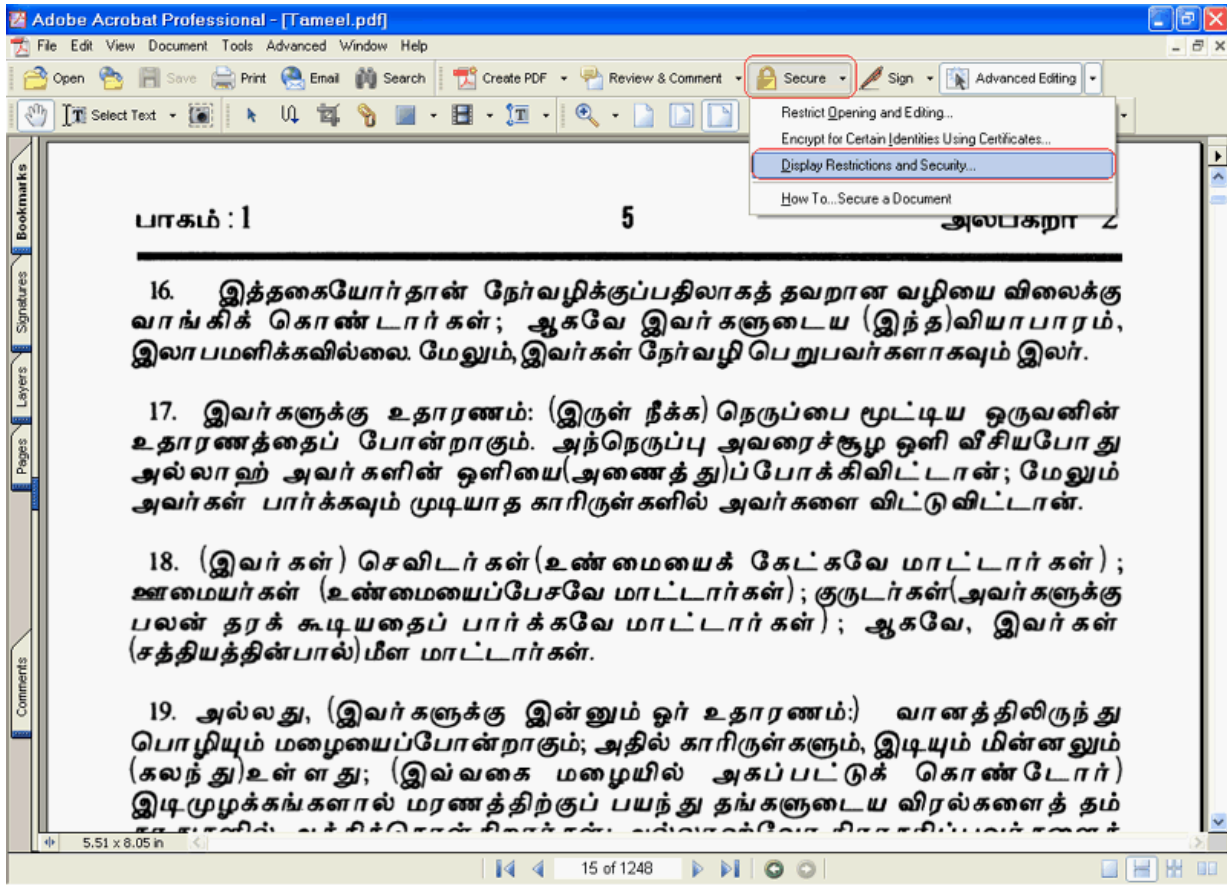 Adobe Acrobat Professional - [Tameel.pdf]
File Edit View Document Tools Advanced Window Help
Open Save Print Email Search Create PDF Review & Comment Secure Sign Advanced Editing
Select Text
Restrict Opening and Editing...
Encrypt for Certain Identities Using Certificates...
Display Restrictions and Security...
How To...Secure a Document
Bookmarks
Signatures
Layers
Pages
Comments
பாகம் : 1 5 அல்பகறா 2
16. இத்தகையோர்தான் நேர்வழிக்குப்பதிலாகத் தவறான வழியை விலைக்கு
வாங்கிக் கொண்டார்கள்; ஆகவே இவர்களுடைய (இந்த)வியாபாரம்,
இலாபமளிக்கவில்லை. மேலும், இவர்கள் நேர்வழி பெறுபவர்களாகவும் இலர்.
17. இவர்களுக்கு உதாரணம்: (இருள் நீக்க) நெருப்பை மூட்டிய ஒருவனின்
உதாரணத்தைப் போன்றாகும். அந்நெருப்பு அவரைச்சூழ ஒளி வீசியபோது
அல்லாஹ் அவர்களின் ஒளியை(அணைத்து)ப்போக்கிவிட்டான்; மேலும்
அவர்கள் பார்க்கவும் முடியாத காரிருள்களில் அவர்களை விட்டுவிட்டான்.
18. (இவர்கள்) செவிடர்கள்(உண்மையைக் கேட்கவே மாட்டார்கள்) ;
ஊமையர்கள் (உண்மையைப்பேசவே மாட்டார்கள்) ; குருடர்கள்(அவர்களுக்கு
பலன் தரக் கூடியதைப் பார்க்கவே மாட்டார்கள்) ; ஆகவே, இவர்கள்
(சத்தியத்தின்பால்)மீள மாட்டார்கள்.
19. அல்லது, (இவர்களுக்கு இன்னும் ஓர் உதாரணம்:) வானத்திலிருந்து
பொழியும் மழையைப்போன்றாகும்; அதில் காரிருள்களும், இடியும் மின்னலும்
(கலந்து)உள்ளது; (இவ்வகை மழையில் அகப்பட்டுக் கொண்டோர்)
இடிமுழக்கங்களால் மரணத்திற்குப் பயந்து தங்களுடைய விரல்களைத் தம்
5.51 x 8.05 in
15 of 1248